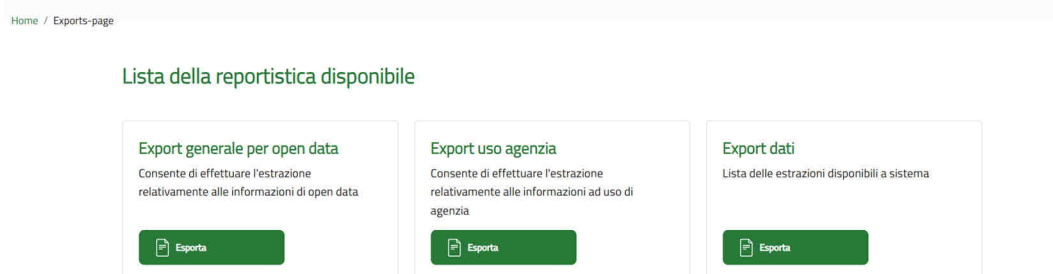 Home / Exports-page
Lista della reportistica disponibile
Export generale per open data
Consente di effettuare l'estrazione
relativamente alle informazioni di open data
Esporta
Export uso agenzia
Consente di effettuare l'estrazione
relativamente alle informazioni ad uso di
agenzia
Esporta
Export dati
Lista delle estrazioni disponibili a sistema
Esporta